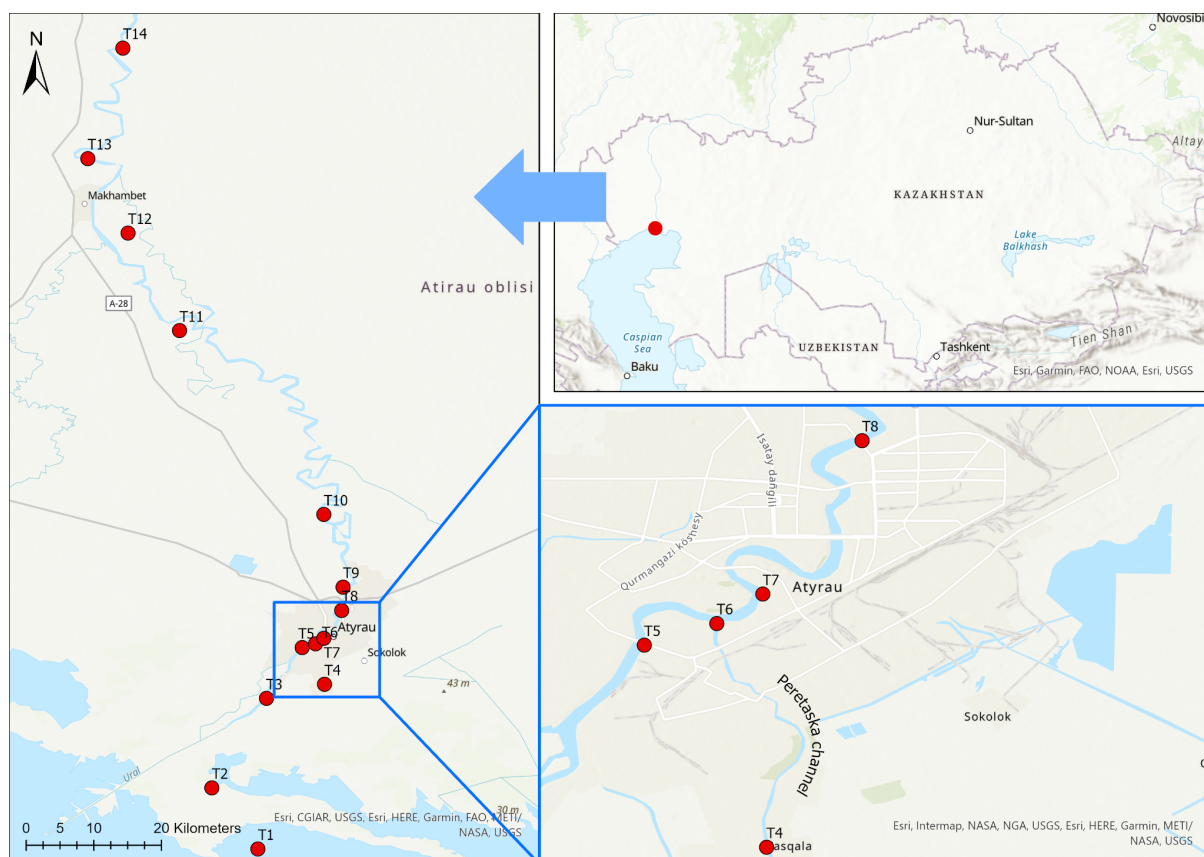 N
T14
T13
Makhambet
T12
A-28
T11
Atirau oblisi
T10
T9
T8
Atyrau
T5
T6
T7
Sokolok
T4
T3
43 m
T2
Ural
30 m
Esri, CGIAR, USGS, Esri, HERE, Garmin, FAO, METI/
NASA, USGS
0 5 10 20 Kilometers
T1
Novosibi
Nur-Sultan
Altay
KAZAKHSTAN
Lake
Balkhash
Caspian
Sea
UZBEKISTAN
Tashkent
Tien Shan
Baku
Esri, Garmin, FAO, NOAA, Esri, USGS
T8
Isatay dañgili
Qurmangazi kösnesy
T7
Atyrau
T6
T5
Peretaska channel
Sokolok
T4
Esri, Intermap, NASA, NGA, USGS, Esri, HERE, Garmin, METI/
NASA, USGS